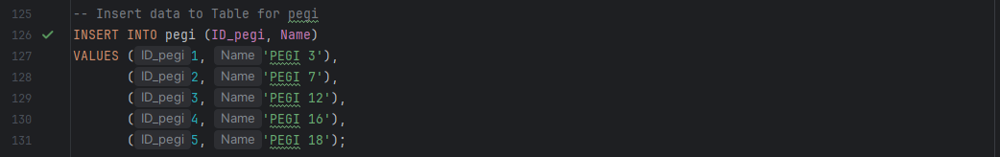 125 -- Insert data to Table for pegi
126 INSERT INTO pegi (ID_pegi, Name)
127 VALUES ( ID_pegi 1, Name 'PEGI 3'),
128 ( ID_pegi 2, Name 'PEGI 7'),
129 ( ID_pegi 3, Name 'PEGI 12'),
130 ( ID_pegi 4, Name 'PEGI 16'),
131 ( ID_pegi 5, Name 'PEGI 18');